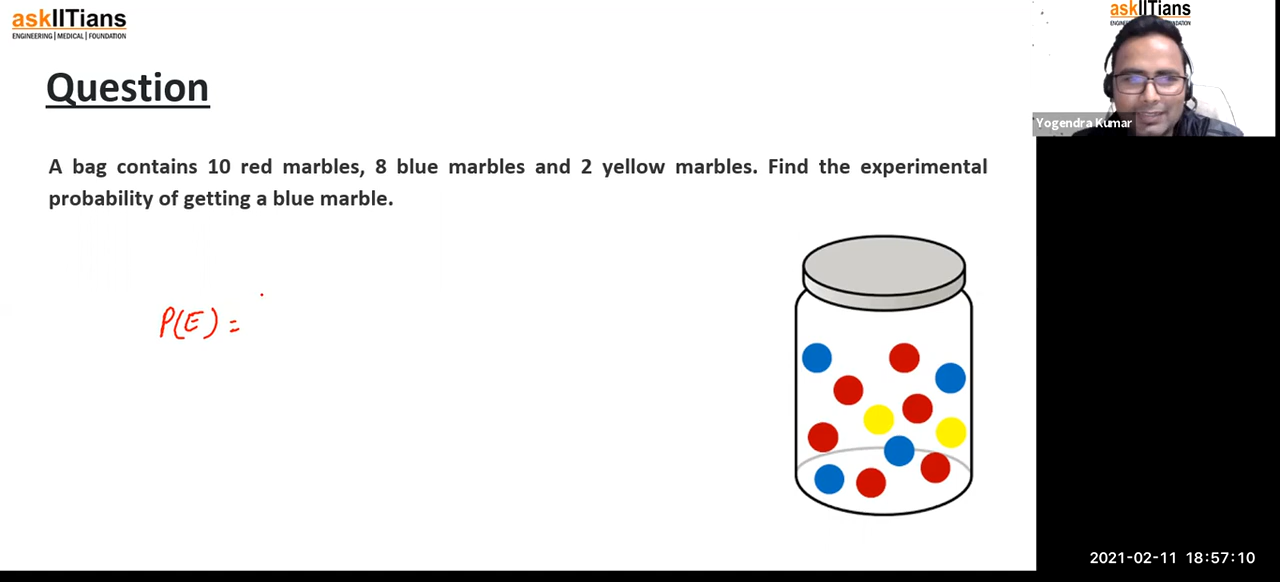 askIITians
ENGINEERING | MEDICAL | FOUNDATION
askIITians
Question
Yogendra Kumar
A bag contains 10 red marbles, 8 blue marbles and 2 yellow marbles. Find the experimental
probability of getting a blue marble.
P(E) =
2021-02-11 18:57:10